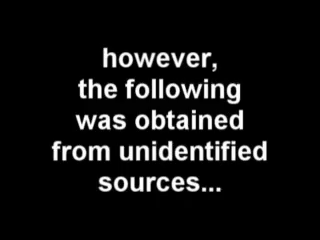 however,
the following
was obtained
from unidentified
sources...